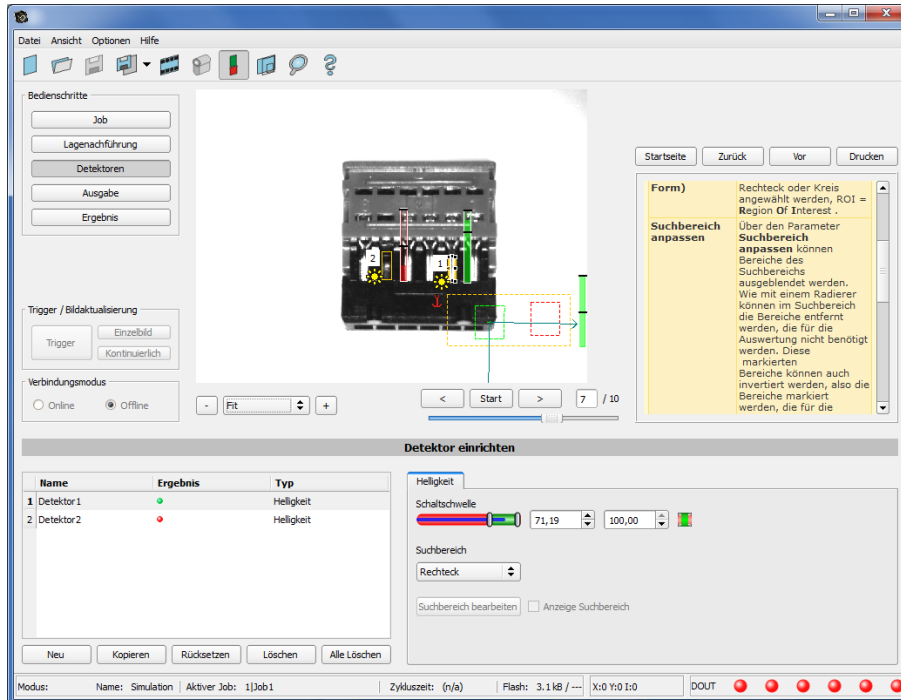 Datei Ansicht Optionen Hilfe
Bedienschritte
Job
Lagenachführung
Detektoren
Ausgabe
Ergebnis
Trigger / Bildaktualisierung
Trigger
Einzelbild
Kontinuierlich
Verbindungsmodus
Online
Offline
2
1
- Fit +
< Start > 7 / 10
Startseite Zurück Vor Drucken
Form) Rechteck oder Kreis
angewählt werden, ROI =
Region Of Interest .
Suchbereich Über den Parameter
anpassen Suchbereich
anpassen können
Bereiche des
Suchbereichs
ausgeblendet werden.
Wie mit einem Radierer
können im Suchbereich
die Bereiche entfernt
werden, die für die
Auswertung nicht benötigt
werden. Diese
markierten
Bereiche können auch
invertiert werden, also die
Bereiche markiert
werden, die für die
Detektor einrichten
Name Ergebnis Typ
1 Detektor1 Helligkeit
2 Detektor2 Helligkeit
Neu Kopieren Rücksetzen Löschen Alle Löschen
Helligkeit
Schaltschwelle
71,19 100,00
Suchbereich
Rechteck
Suchbereich bearbeiten Anzeige Suchbereich
Modus: Name: Simulation Aktiver Job: 1|Job1 Zykluszeit: (n/a) Flash: 3.1kB / --- X:0 Y:0 I:0 DOUT